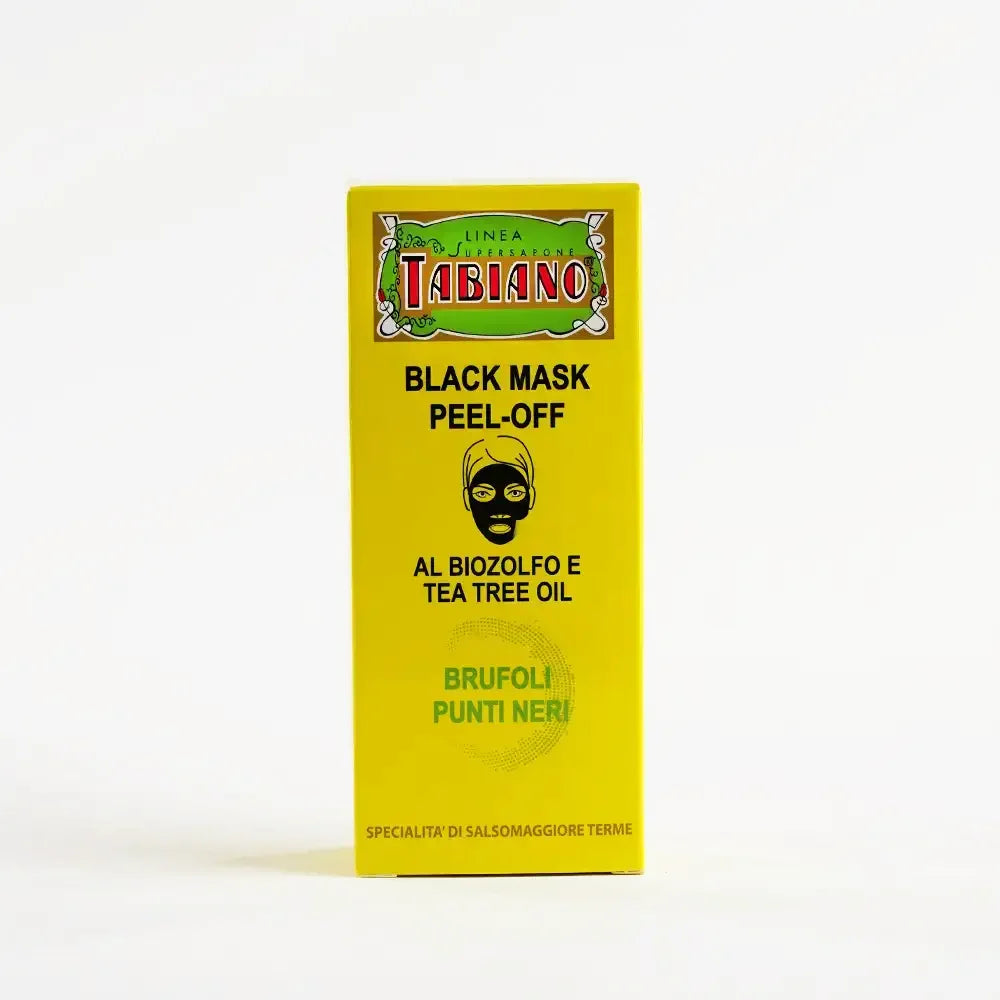 LINEA
SUPERSAPONE
TABIANO
BLACK MASK
PEEL-OFF
AL BIOZOLFO E
TEA TREE OIL
BRUFOLI
PUNTI NERI
SPECIALITA' DI SALSOMAGGIORE TERME